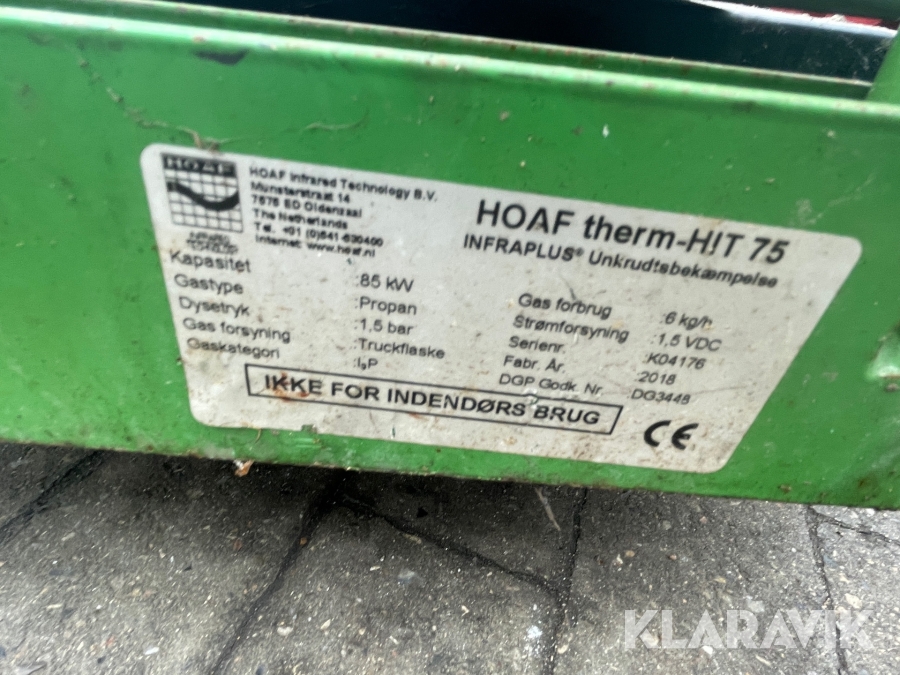 HOAF
INFRARED
TECHNOLOGY
HOAF Infrared Technology B.V.
Munsterstraat 14
7575 ED Oldenzaal
The Netherlands
Tel. +31 (0)541-530400
Internet: www.hoaf.nl
HOAF therm-H!T 75
INFRAPLUS® Unkrudtsbekæmpelse
Kapasitet :85 kW
Gastype :Propan
Dysetryk :1,5 bar
Gas forsyning :Truckflaske
Gaskategori :I₃P
Gas forbrug :6 kg/h
Strømforsyning :1,5 VDC
Serienr. :K04176
Fabr. År. :2018
DGP Godk. Nr. :DG3448
IKKE FOR INDENDØRS BRUG
CE
KLARAVIK